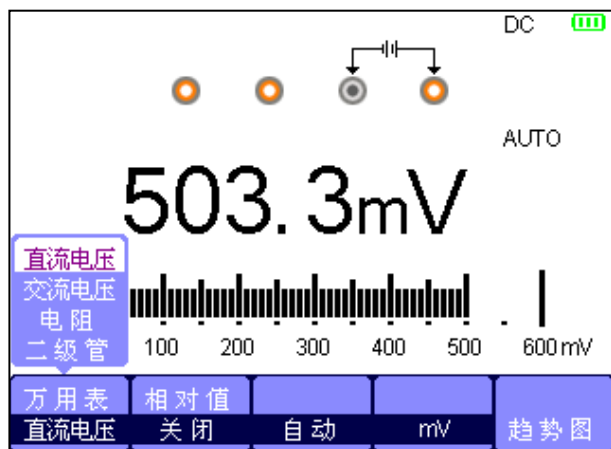 DC
AUTO
503.3mV
直流电压
交流电压
电阻
二级管
100 200 300 400 500 600 mV
万用表 相对值
直流电压 关闭 自动 mV 趋势图